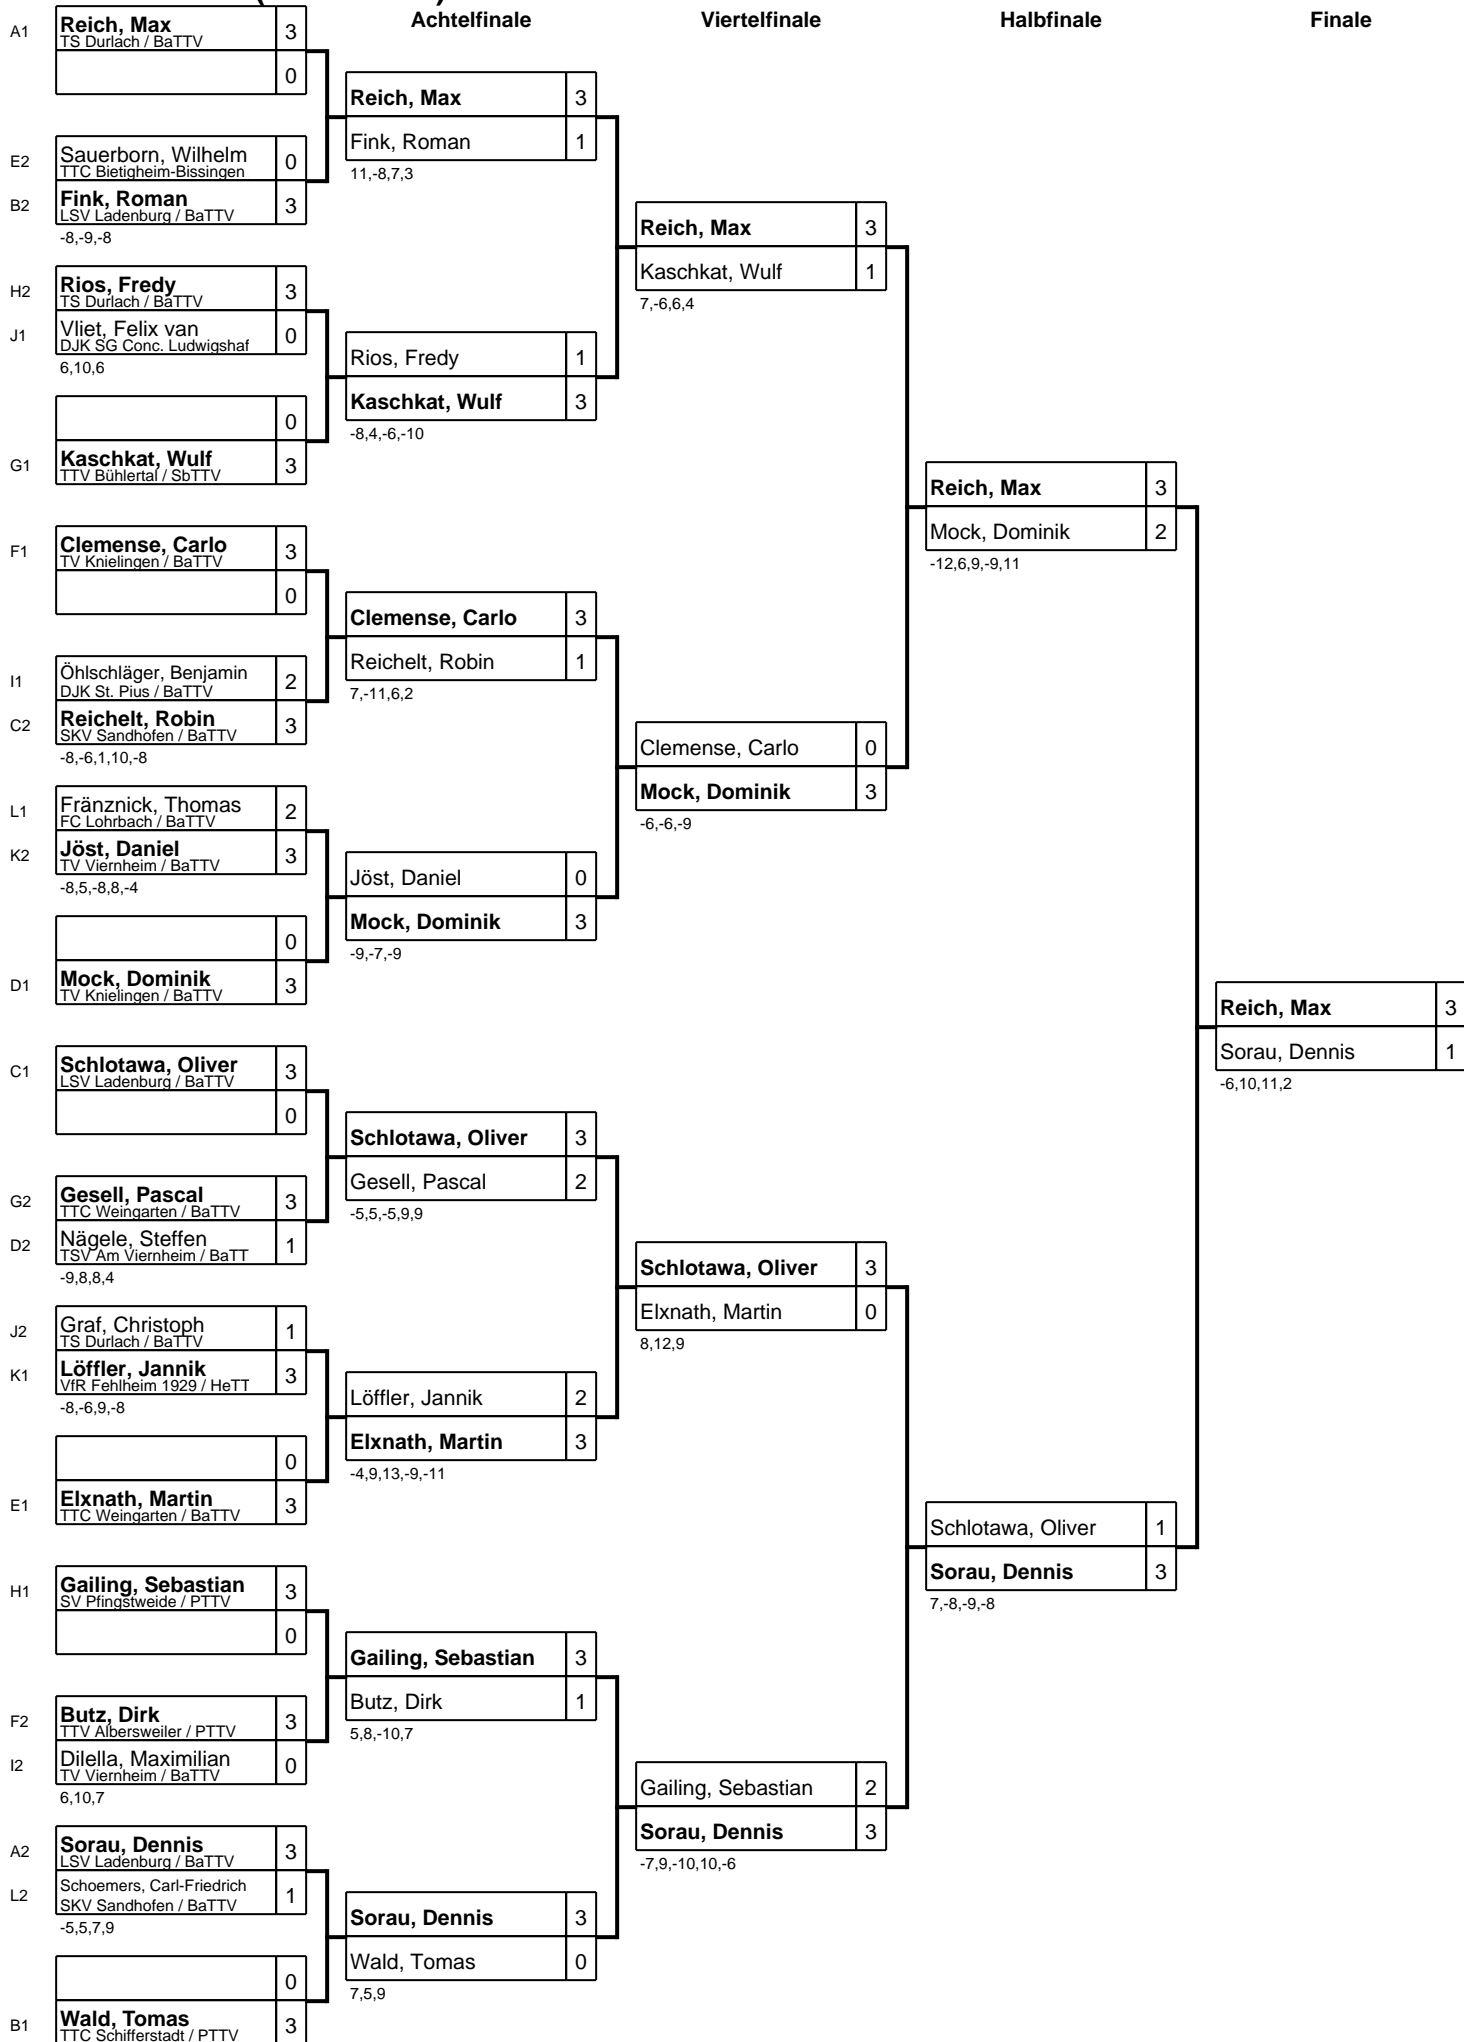 Achtelfinale
Viertelfinale
Halbfinale
Finale
A1
Reich, Max
TS Durlach / BaTTV
3
0
E2
Sauerborn, Wilhelm
TTC Bietigheim-Bissingen
0
B2
Fink, Roman
LSV Ladenburg / BaTTV
3
-8,-9,-8
H2
Rios, Fredy
TS Durlach / BaTTV
3
J1
Vliet, Felix van
DJK SG Conc. Ludwigshaf
0
6,10,6
0
G1
Kaschkat, Wulf
TTV Bühlertal / SbTTV
3
F1
Clemense, Carlo
TV Knielingen / BaTTV
3
0
I1
Öhlschläger, Benjamin
DJK St. Pius / BaTTV
2
C2
Reichelt, Robin
SKV Sandhofen / BaTTV
3
-8,-6,1,10,-8
L1
Fränznick, Thomas
FC Lohrbach / BaTTV
2
K2
Jöst, Daniel
TV Viernheim / BaTTV
3
-8,5,-8,8,-4
0
D1
Mock, Dominik
TV Knielingen / BaTTV
3
C1
Schlotawa, Oliver
LSV Ladenburg / BaTTV
3
0
G2
Gesell, Pascal
TTC Weingarten / BaTTV
3
D2
Nägele, Steffen
TSV Am Viernheim / BaTT
1
-9,8,8,4
J2
Graf, Christoph
TS Durlach / BaTTV
1
K1
Löffler, Jannik
VfR Fehlheim 1929 / HeTT
3
-8,-6,9,-8
0
E1
Elxnath, Martin
TTC Weingarten / BaTTV
3
H1
Gailing, Sebastian
SV Pfingstweide / PTTV
3
0
F2
Butz, Dirk
TTV Albersweiler / PTTV
3
I2
Dilella, Maximilian
TV Viernheim / BaTTV
0
6,10,7
A2
Sorau, Dennis
LSV Ladenburg / BaTTV
3
L2
Schoemers, Carl-Friedrich
SKV Sandhofen / BaTTV
1
-5,5,7,9
0
B1
Wald, Tomas
TTC Schifferstadt / PTTV
3
Reich, Max 3
Fink, Roman 1
11,-8,7,3
Rios, Fredy 1
Kaschkat, Wulf 3
-8,4,-6,-10
Clemense, Carlo 3
Reichelt, Robin 1
7,-11,6,2
Jöst, Daniel 0
Mock, Dominik 3
-9,-7,-9
Schlotawa, Oliver 3
Gesell, Pascal 2
-5,5,-5,9,9
Löffler, Jannik 2
Elxnath, Martin 3
-4,9,13,-9,-11
Gailing, Sebastian 3
Butz, Dirk 1
5,8,-10,7
Sorau, Dennis 3
Wald, Tomas 0
7,5,9
Reich, Max 3
Kaschkat, Wulf 1
7,-6,6,4
Clemense, Carlo 0
Mock, Dominik 3
-6,-6,-9
Schlotawa, Oliver 3
Elxnath, Martin 0
8,12,9
Gailing, Sebastian 2
Sorau, Dennis 3
-7,9,-10,10,-6
Reich, Max 3
Mock, Dominik 2
-12,6,9,-9,11
Schlotawa, Oliver 1
Sorau, Dennis 3
7,-8,-9,-8
Reich, Max 3
Sorau, Dennis 1
-6,10,11,2